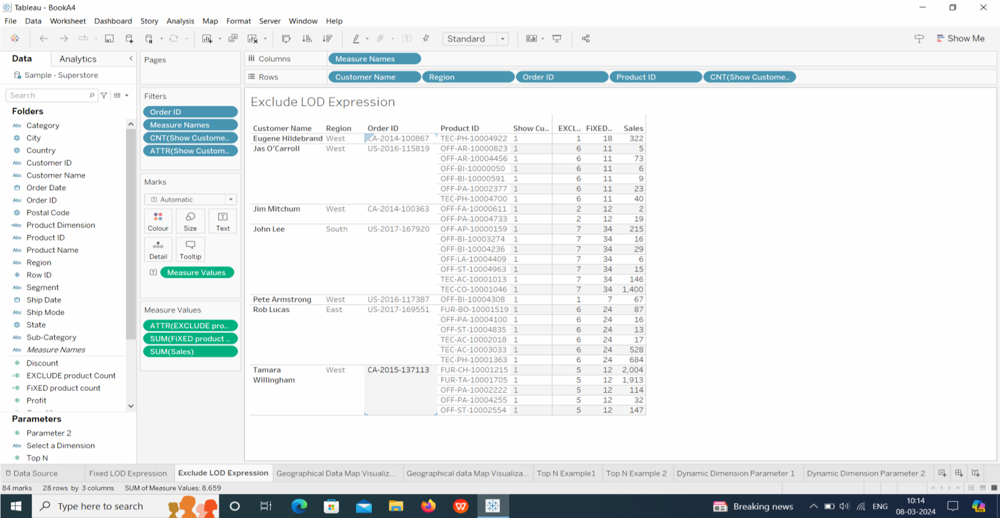 Tableau - BookA4
File Data Worksheet Dashboard Story Analysis Map Format Server Window Help
Standard
Show Me
Data Analytics
Sample - Superstore
Search
Folders
Abc Category
City
Country
Abc Customer ID
Abc Customer Name
Order Date
Abc Order ID
Postal Code
=Abc Product Dimension
Abc Product ID
Abc Product Name
Abc Region
# Row ID
Abc Segment
Ship Date
Abc Ship Mode
State
Abc Sub-Category
Abc Measure Names
# Discount
=# EXCLUDE product Count
=# FiXED product count
# Profit
Parameters
# Parameter 2
Abc Select a Dimension
# Top N
Pages
Filters
Order ID
Measure Names
CNT(Show Custome..
ATTR(Show Custom..
Marks
T Automatic
Colour Size Text
Detail Tooltip
T Measure Values
Measure Values
ATTR(EXCLUDE pro..
SUM(FiXED product ..
SUM(Sales)
iii Columns Measure Names
Rows Customer Name Region Order ID Product ID CNT(Show Custome..
Exclude LOD Expression
Customer Name Region Order ID Product ID Show Cu.. EXCL.. FiXED.. Sales
Eugene Hildebrand West CA-2014-100867 TEC-PH-10004922 1 1 18 322
Jas O'Carroll West US-2016-115819 OFF-AR-10000823 1 6 11 5
OFF-AR-10004456 1 6 11 73
OFF-BI-10000050 1 6 11 6
OFF-BI-10000591 1 6 11 9
OFF-PA-10002377 1 6 11 23
TEC-PH-10004700 1 6 11 40
Jim Mitchum West CA-2014-100363 OFF-FA-10000611 1 2 12 2
OFF-PA-10004733 1 2 12 19
John Lee South US-2017-167920 OFF-AP-10000159 1 7 34 215
OFF-BI-10003274 1 7 34 16
OFF-BI-10004236 1 7 34 29
OFF-LA-10004409 1 7 34 6
OFF-ST-10004963 1 7 34 15
TEC-AC-10001013 1 7 34 146
TEC-CO-10001046 1 7 34 1,400
Pete Armstrong West US-2016-117387 OFF-BI-10004308 1 1 7 67
Rob Lucas East US-2017-169551 FUR-BO-10001519 1 6 24 87
OFF-PA-10004100 1 6 24 16
OFF-ST-10004835 1 6 24 13
TEC-AC-10002018 1 6 24 17
TEC-AC-10003033 1 6 24 528
TEC-PH-10001363 1 6 24 684
Tamara Willingham West CA-2015-137113 FUR-CH-10001215 1 5 12 2,004
FUR-TA-10001705 1 5 12 1,913
OFF-PA-10002222 1 5 12 114
OFF-PA-10004255 1 5 12 32
OFF-ST-10002554 1 5 12 147
Data Source Fixed LOD Expression Exclude LOD Expression Geographical Data Map Visualiz... Geographical data Map Visualiza... Top N Example1 Top N Example 2 Dynamic Dimension Parameter 1 Dynamic Dimension Parameter 2
84 marks 28 rows by 3 columns SUM of Measure Values: 8,659
Type here to search
Breaking news
ENG
10:14
08-03-2024